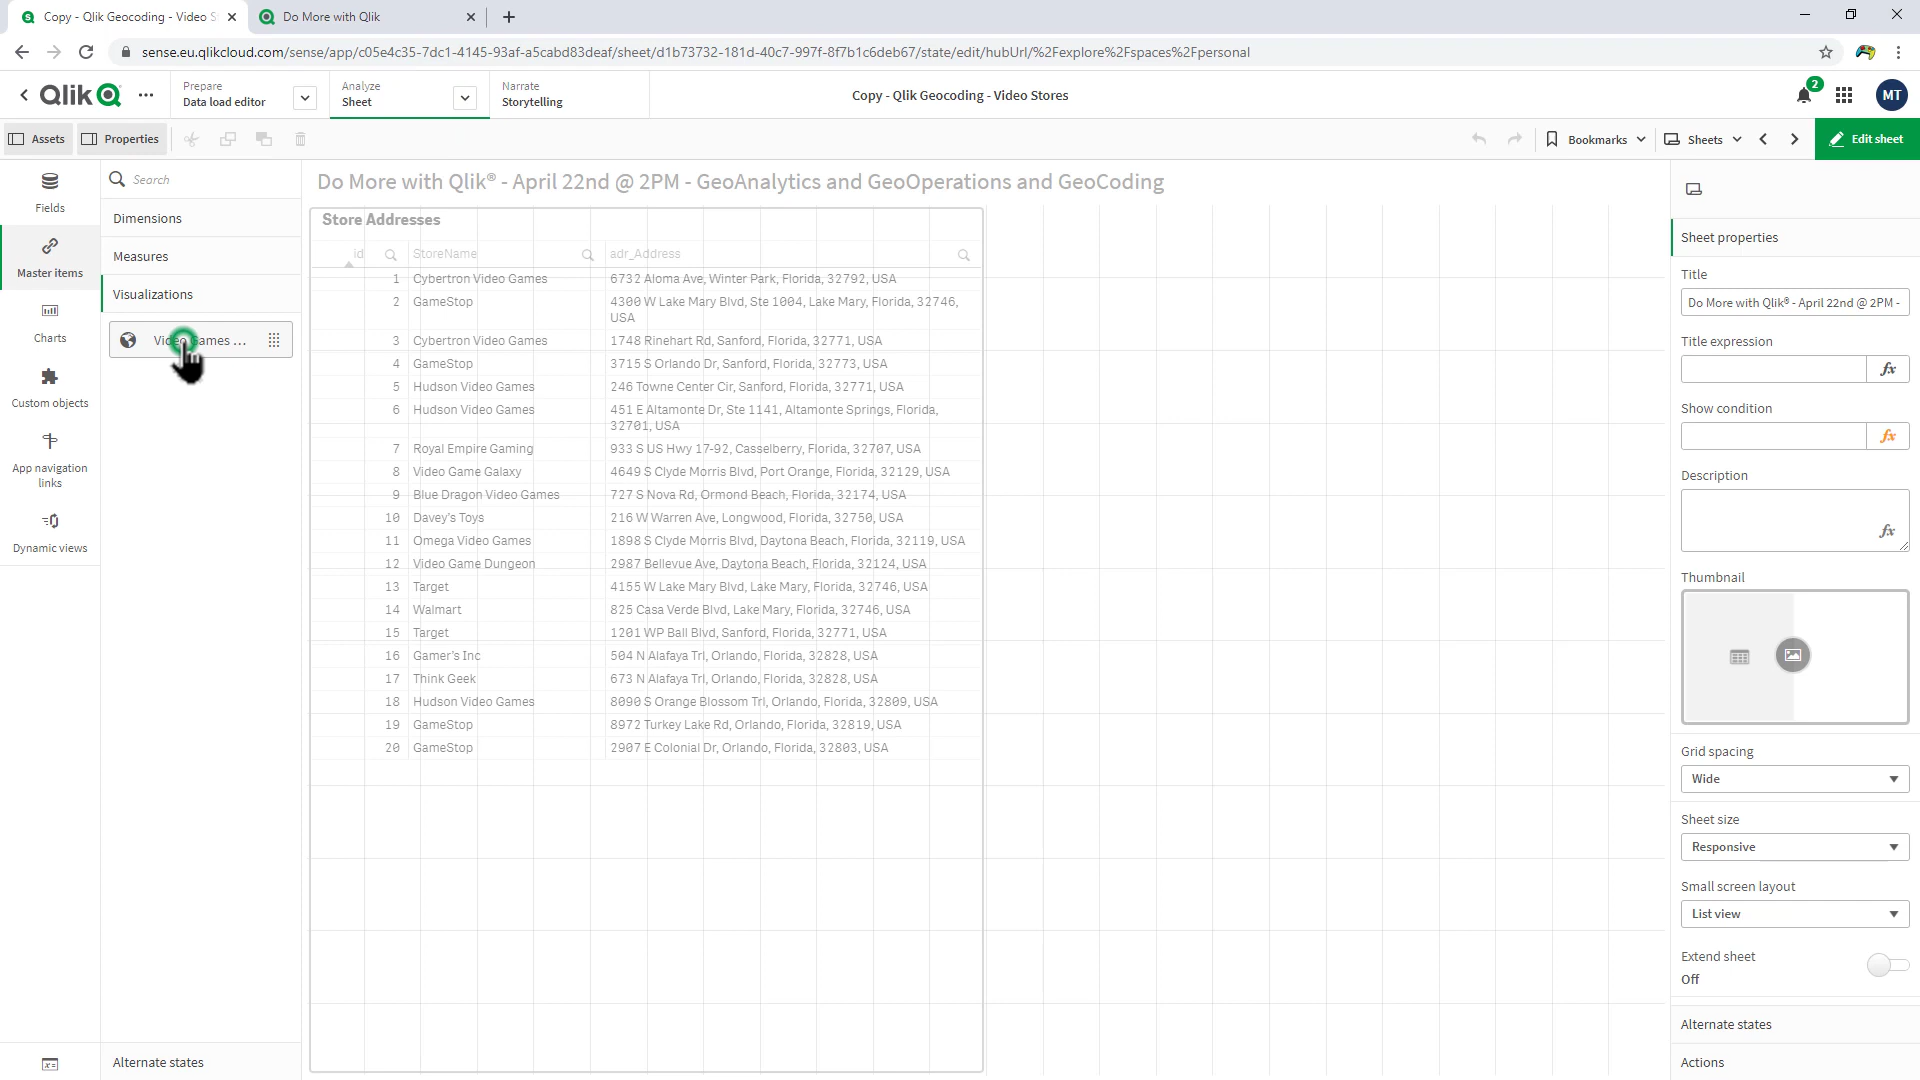 Copy - Qlik Geocoding - Video S
Do More with Qlik
sense.eu.qlikcloud.com/sense/app/c05e4c35-7dc1-4145-93af-a5cabd83deaf/sheet/d1b73732-181d-40c7-997f-8f7b1c6deb67/state/edit/hubUrl/%2Fexplore%2Fspaces%2Fpersonal
Qlik
Prepare
Data load editor
Analyze
Sheet
Narrate
Storytelling
Copy - Qlik Geocoding - Video Stores
2
MT
Assets
Properties
Bookmarks
Sheets
Edit sheet
Fields
Master items
Charts
Custom objects
App navigation
links
Dynamic views
Search
Dimensions
Measures
Visualizations
Video Games ...
Alternate states
Do More with Qlik® - April 22nd @ 2PM - GeoAnalytics and GeoOperations and GeoCoding
Store Addresses
id StoreName adr_Address
1 Cybertron Video Games 6732 Aloma Ave, Winter Park, Florida, 32792, USA
2 GameStop 4300 W Lake Mary Blvd, Ste 1004, Lake Mary, Florida, 32746,
USA
3 Cybertron Video Games 1748 Rinehart Rd, Sanford, Florida, 32771, USA
4 GameStop 3715 S Orlando Dr, Sanford, Florida, 32773, USA
5 Hudson Video Games 246 Towne Center Cir, Sanford, Florida, 32771, USA
6 Hudson Video Games 451 E Altamonte Dr, Ste 1141, Altamonte Springs, Florida,
32701, USA
7 Royal Empire Gaming 933 S US Hwy 17-92, Casselberry, Florida, 32707, USA
8 Video Game Galaxy 4649 S Clyde Morris Blvd, Port Orange, Florida, 32129, USA
9 Blue Dragon Video Games 727 S Nova Rd, Ormond Beach, Florida, 32174, USA
10 Davey's Toys 216 W Warren Ave, Longwood, Florida, 32750, USA
11 Omega Video Games 1898 S Clyde Morris Blvd, Daytona Beach, Florida, 32119, USA
12 Video Game Dungeon 2987 Bellevue Ave, Daytona Beach, Florida, 32124, USA
13 Target 4155 W Lake Mary Blvd, Lake Mary, Florida, 32746, USA
14 Walmart 825 Casa Verde Blvd, Lake Mary, Florida, 32746, USA
15 Target 1201 WP Ball Blvd, Sanford, Florida, 32771, USA
16 Gamer's Inc 504 N Alafaya Trl, Orlando, Florida, 32828, USA
17 Think Geek 673 N Alafaya Trl, Orlando, Florida, 32828, USA
18 Hudson Video Games 8090 S Orange Blossom Trl, Orlando, Florida, 32809, USA
19 GameStop 8972 Turkey Lake Rd, Orlando, Florida, 32819, USA
20 GameStop 2907 E Colonial Dr, Orlando, Florida, 32803, USA
Sheet properties
Title
Do More with Qlik® - April 22nd @ 2PM -
Title expression
fx
Show condition
fx
Description
fx
Thumbnail
Grid spacing
Wide
Sheet size
Responsive
Small screen layout
List view
Extend sheet
Off
Alternate states
Actions